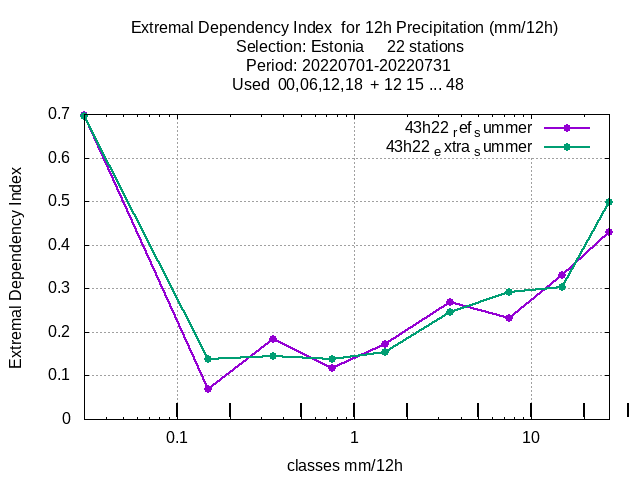 Extremal Dependency Index  for 12h Precipitation (mm/12h)
Selection: Estonia     22 stations
Period: 20220701-20220731
Used  00,06,12,18  + 12 15 ... 48
0.7
0.6
0.5
0.4
0.3
0.2
0.1
0
Extremal Dependency Index
43h22 ref summer
43h22 extra summer
0.1
1
10
classes mm/12h